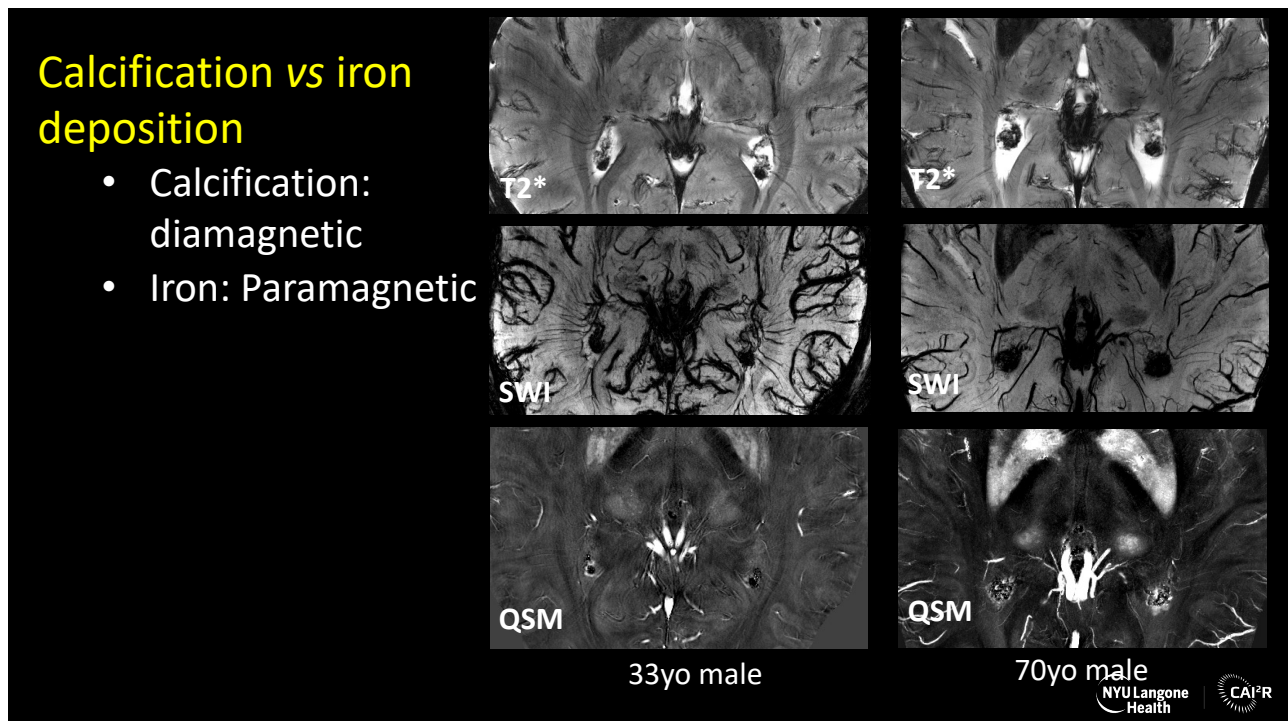 Calcification vs iron
deposition
• Calcification:
diamagnetic
• Iron: Paramagnetic
T2*
T2*
SWI
SWI
QSM
QSM
33yo male
70yo male
NYU Langone
Health
CAI²R